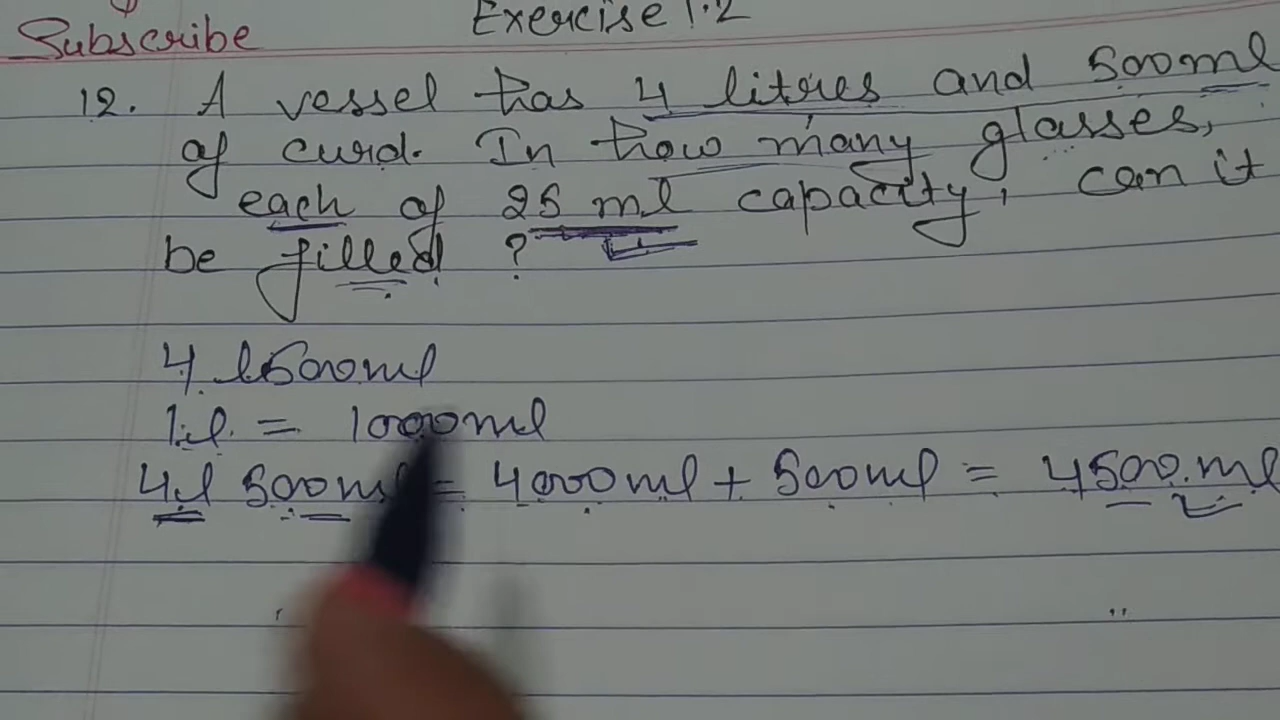 Exercise 1.2
Subscribe
12. A vessel has 4 litres and 500ml
of curd. In how many glasses,
each of 25 ml capacity, can it
be filled ?
4 l500ml
1l = 1000ml
4l 500ml = 4000ml + 500ml = 4500ml